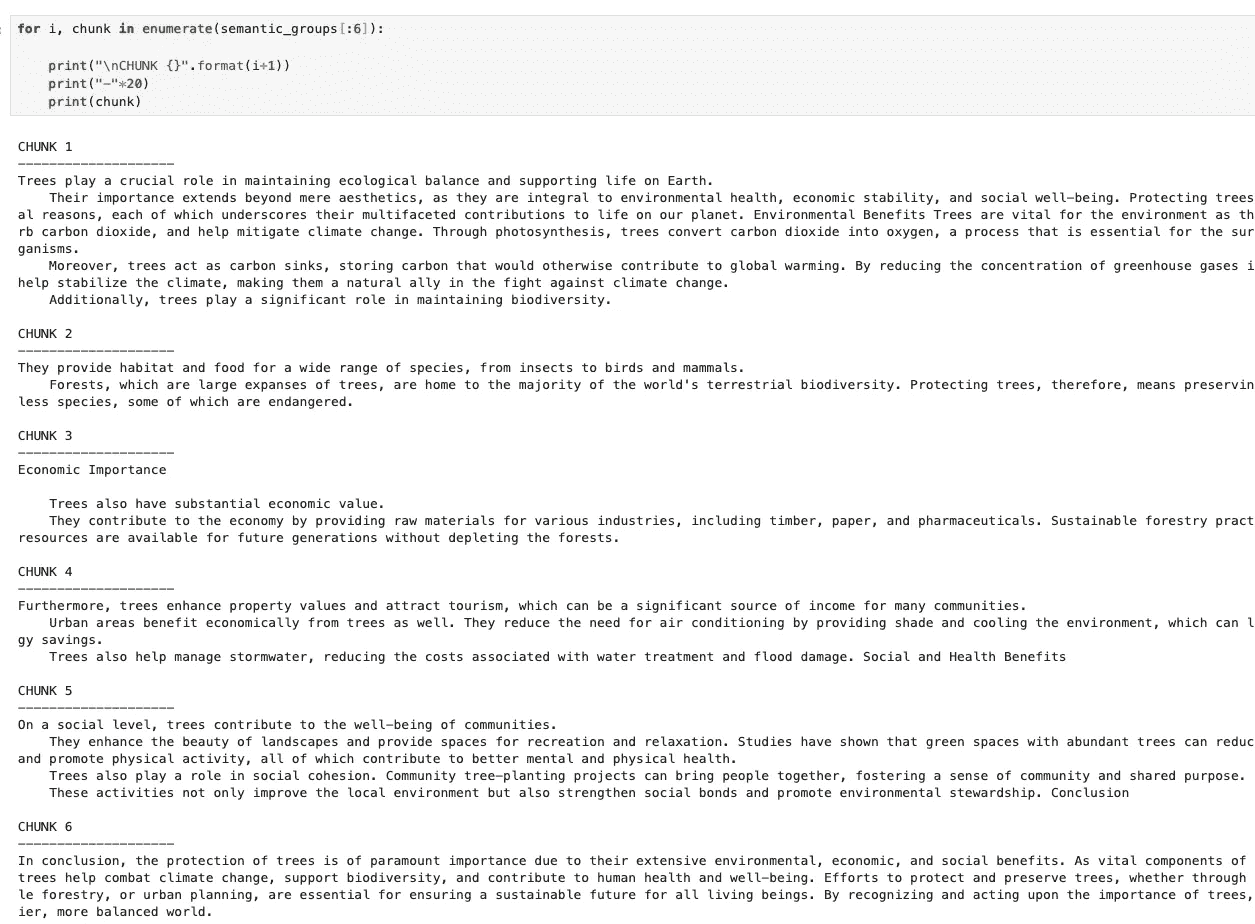 for i, chunk in enumerate(semantic_groups[:6]):
print("\nCHUNK {}".format(i+1))
print("-"*20)
print(chunk)
CHUNK 1
--------------------
Trees play a crucial role in maintaining ecological balance and supporting life on Earth.
Their importance extends beyond mere aesthetics, as they are integral to environmental health, economic stability, and social well-being. Protecting trees
al reasons, each of which underscores their multifaceted contributions to life on our planet. Environmental Benefits Trees are vital for the environment as th
rb carbon dioxide, and help mitigate climate change. Through photosynthesis, trees convert carbon dioxide into oxygen, a process that is essential for the sur
ganisms.
Moreover, trees act as carbon sinks, storing carbon that would otherwise contribute to global warming. By reducing the concentration of greenhouse gases i
help stabilize the climate, making them a natural ally in the fight against climate change.
Additionally, trees play a significant role in maintaining biodiversity.
CHUNK 2
--------------------
They provide habitat and food for a wide range of species, from insects to birds and mammals.
Forests, which are large expanses of trees, are home to the majority of the world's terrestrial biodiversity. Protecting trees, therefore, means preservin
less species, some of which are endangered.
CHUNK 3
--------------------
Economic Importance
Trees also have substantial economic value.
They contribute to the economy by providing raw materials for various industries, including timber, paper, and pharmaceuticals. Sustainable forestry pract
resources are available for future generations without depleting the forests.
CHUNK 4
--------------------
Furthermore, trees enhance property values and attract tourism, which can be a significant source of income for many communities.
Urban areas benefit economically from trees as well. They reduce the need for air conditioning by providing shade and cooling the environment, which can l
gy savings.
Trees also help manage stormwater, reducing the costs associated with water treatment and flood damage. Social and Health Benefits
CHUNK 5
--------------------
On a social level, trees contribute to the well-being of communities.
They enhance the beauty of landscapes and provide spaces for recreation and relaxation. Studies have shown that green spaces with abundant trees can reduc
and promote physical activity, all of which contribute to better mental and physical health.
Trees also play a role in social cohesion. Community tree-planting projects can bring people together, fostering a sense of community and shared purpose.
These activities not only improve the local environment but also strengthen social bonds and promote environmental stewardship. Conclusion
CHUNK 6
--------------------
In conclusion, the protection of trees is of paramount importance due to their extensive environmental, economic, and social benefits. As vital components of
trees help combat climate change, support biodiversity, and contribute to human health and well-being. Efforts to protect and preserve trees, whether through
le forestry, or urban planning, are essential for ensuring a sustainable future for all living beings. By recognizing and acting upon the importance of trees,
ier, more balanced world.